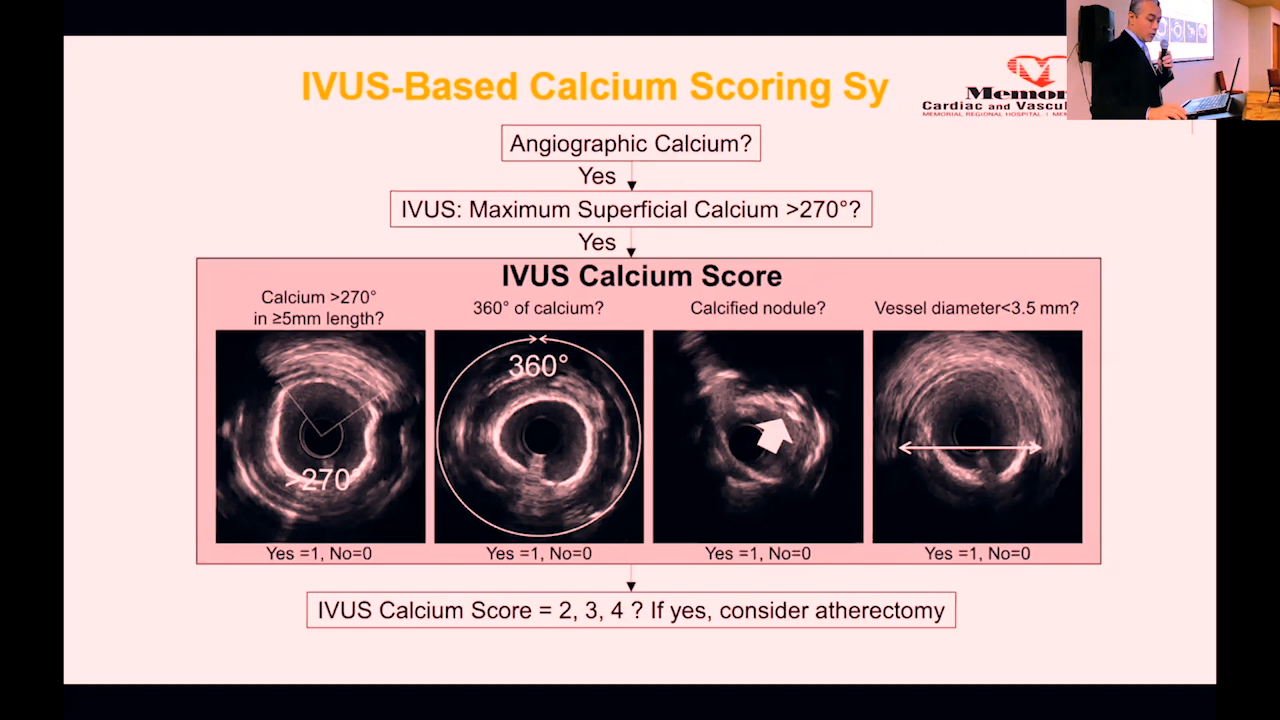 IVUS-Based Calcium Scoring Sy
Memor
Cardiac and Vascul
MEMORIAL REGIONAL HOSPITAL | MEM
Angiographic Calcium?
Yes
IVUS: Maximum Superficial Calcium >270°?
Yes
IVUS Calcium Score
Calcium >270°
in ≥5mm length?
360° of calcium?
Calcified nodule?
Vessel diameter<3.5 mm?
>270°
360°
Yes =1, No=0
Yes =1, No=0
Yes =1, No=0
Yes =1, No=0
IVUS Calcium Score = 2, 3, 4 ? If yes, consider atherectomy